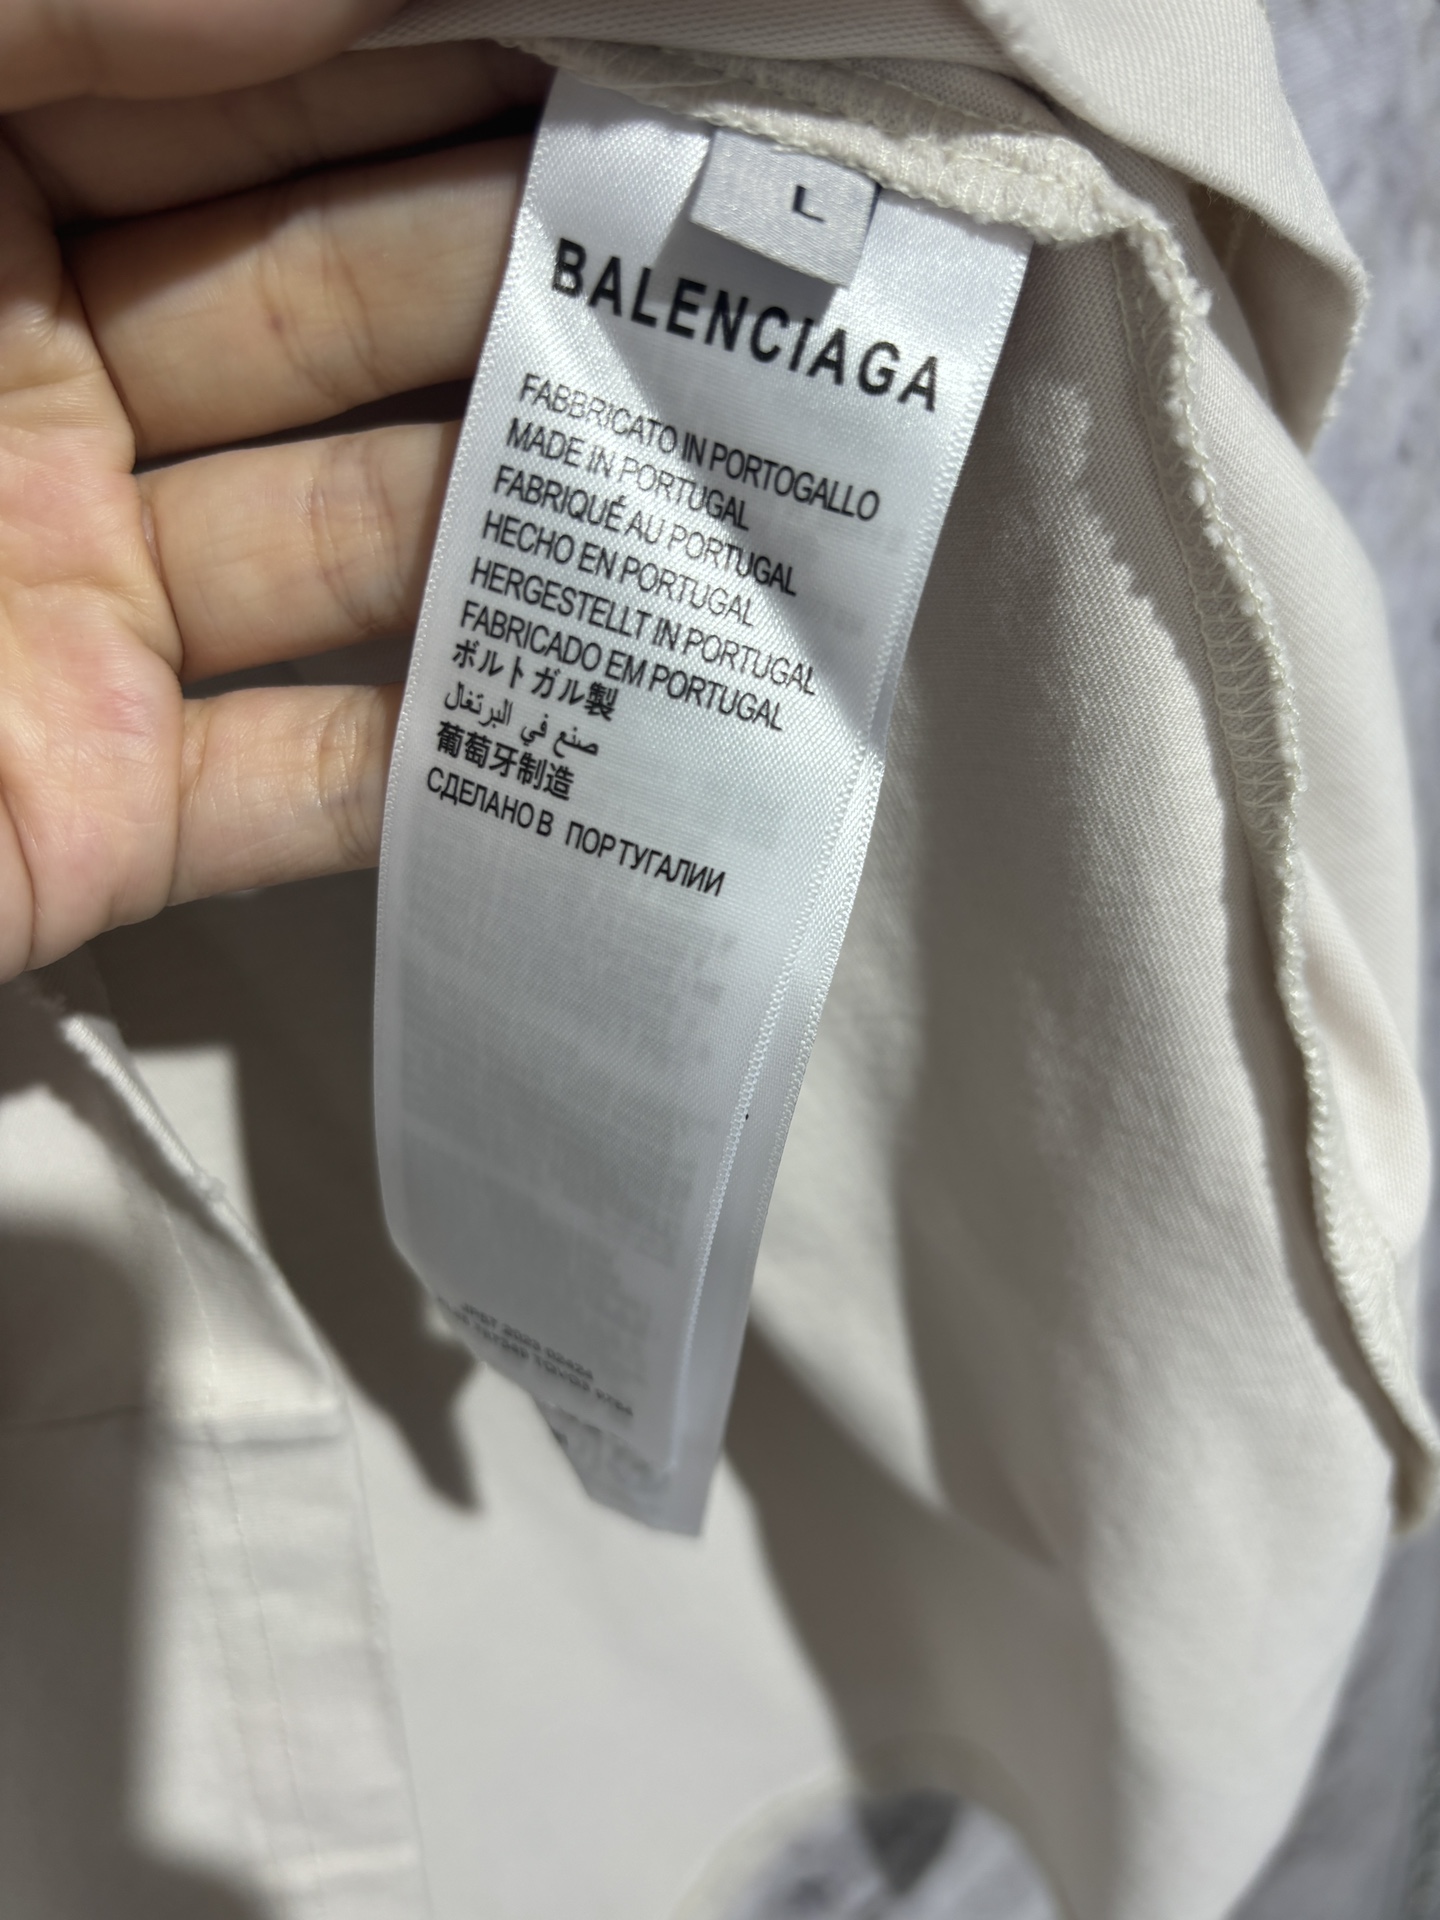 L
BALENCIAGA
FABBRICATO IN PORTOGALLO
MADE IN PORTUGAL
FABRIQUÉ AU PORTUGAL
HECHO EN PORTUGAL
HERGESTELLT IN PORTUGAL
FABRICADO EM PORTUGAL
ポルトガル製
صنع في البرتغال
葡萄牙制造
СДЕЛАНО В ПОРТУГАЛИИ